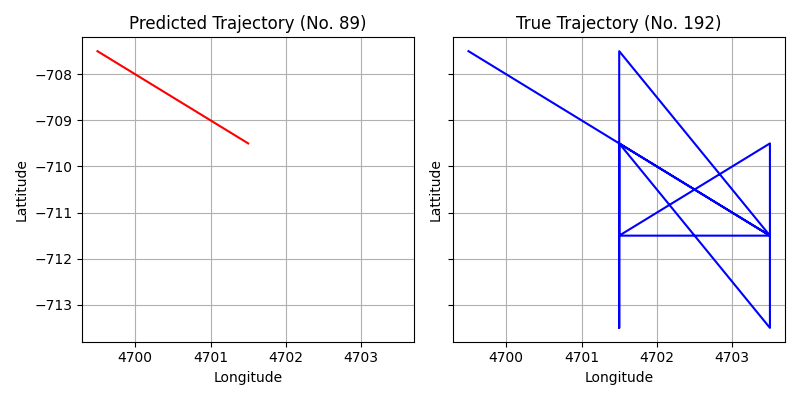 Predicted Trajectory (No. 89)
True Trajectory (No. 192)
−708
−709
−710
−711
−712
−713
Lattitude
Lattitude
4700 4701 4702 4703
4700 4701 4702 4703
Longitude
Longitude